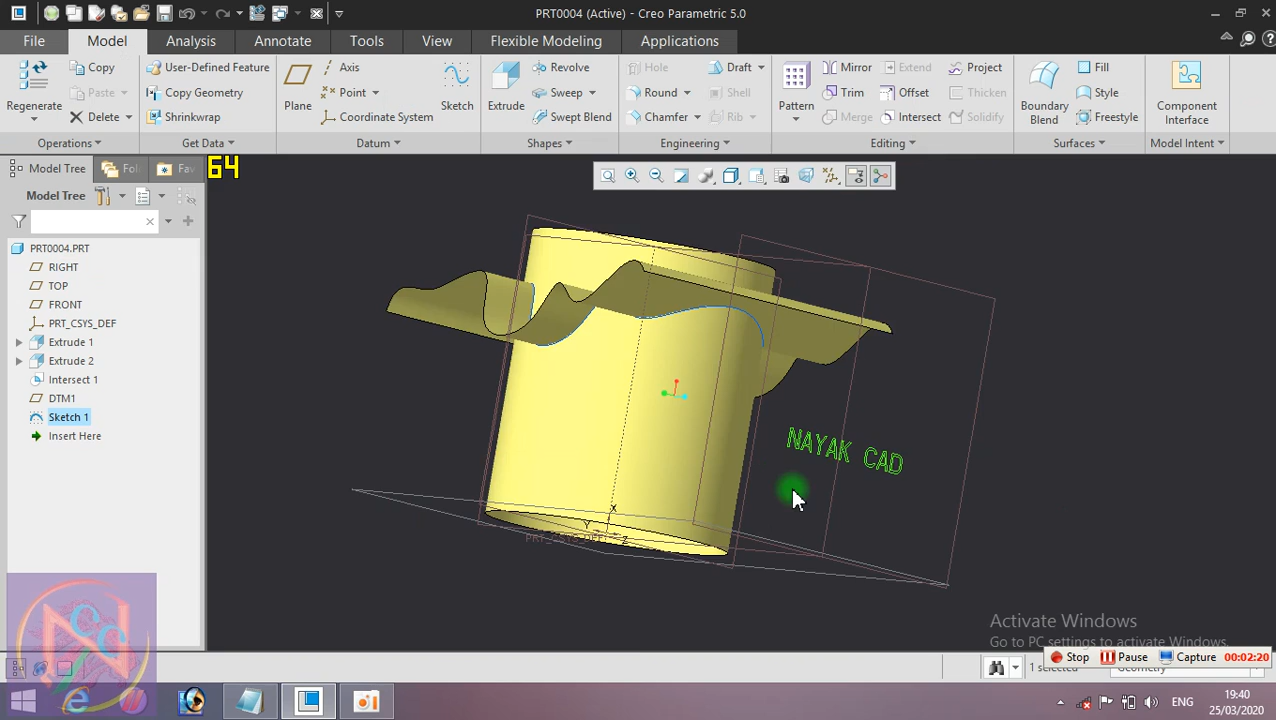 PRT0004 (Active) - Creo Parametric 5.0
File Model Analysis Annotate Tools View Flexible Modeling Applications
Regenerate
Copy
Paste
Delete
Operations
User-Defined Feature
Copy Geometry
Shrinkwrap
Get Data
Plane
Axis
Point
Coordinate System
Sketch
Datum
Extrude
Revolve
Sweep
Swept Blend
Shapes
Hole
Round
Chamfer
Draft
Shell
Rib
Engineering
Pattern
Mirror
Trim
Merge
Extend
Offset
Intersect
Project
Thicken
Solidify
Editing
Boundary Blend
Fill
Style
Freestyle
Surfaces
Component Interface
Model Intent
Model Tree Fol Fav
64
Model Tree
PRT0004.PRT
RIGHT
TOP
FRONT
PRT_CSYS_DEF
Extrude 1
Extrude 2
Intersect 1
DTM1
Sketch 1
Insert Here
NAYAK CAD
X
Y
Z
PRT_CSYS_DEF
Activate Windows
Go to PC settings to activate Windows.
Stop Pause Capture 00:02:20
1 selected Geometry
ENG
19:40
25/03/2020